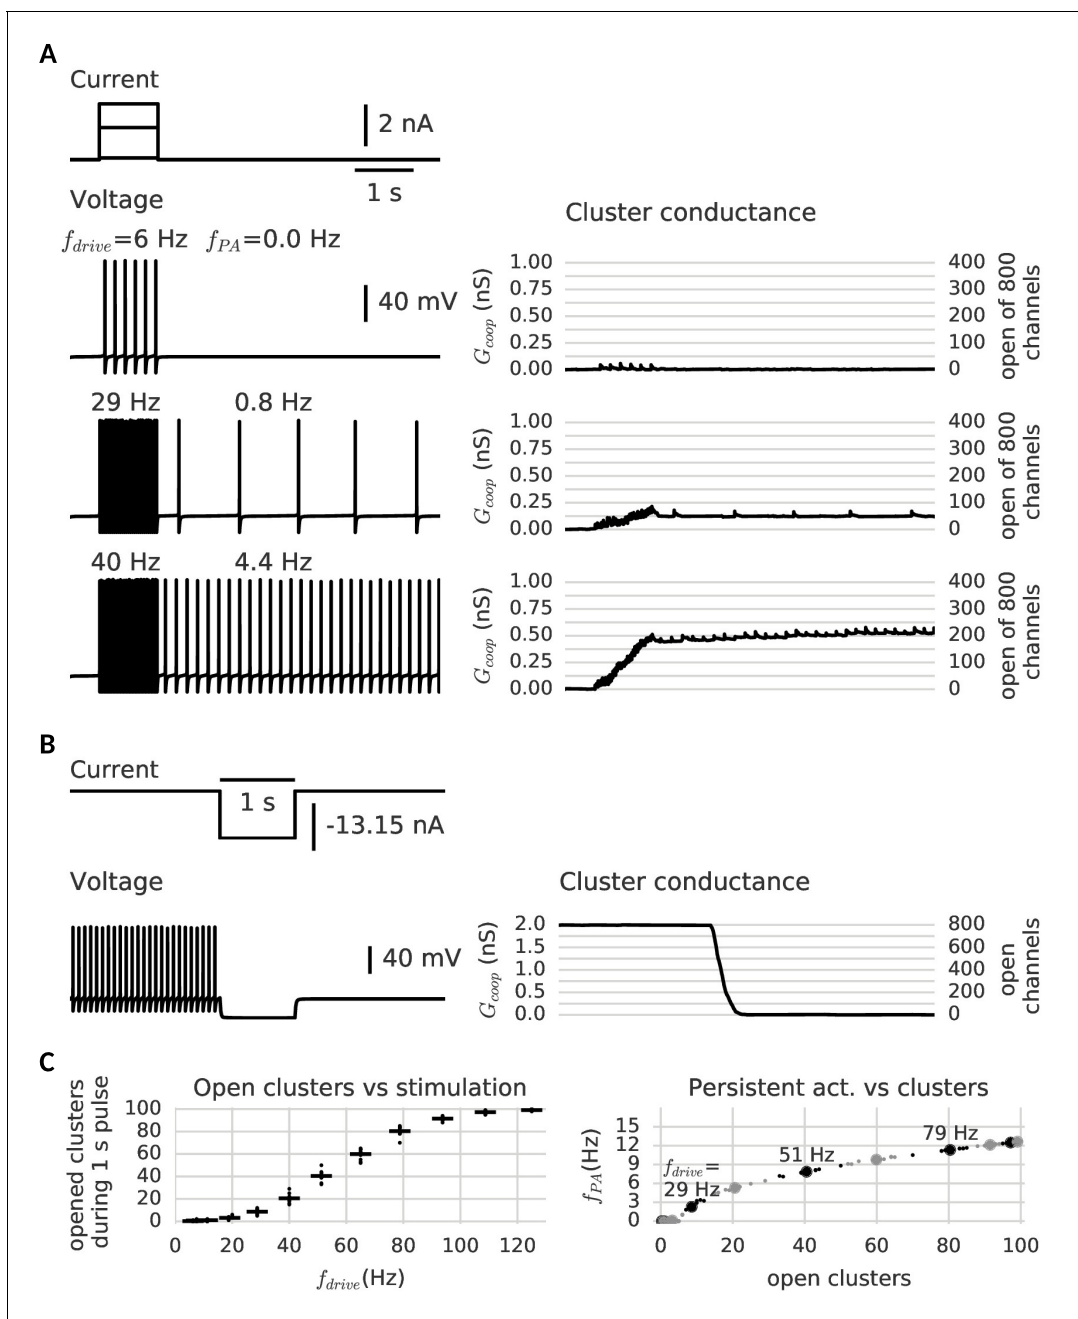 A
Current
2 nA
1 s
Voltage
f_drive=6 Hz f_PA=0.0 Hz
40 mV
29 Hz 0.8 Hz
40 Hz 4.4 Hz
Cluster conductance
G_coop (nS)
1.00
0.75
0.50
0.25
0.00
400
300
200
100
0
open of 800
channels
G_coop (nS)
1.00
0.75
0.50
0.25
0.00
400
300
200
100
0
open of 800
channels
G_coop (nS)
1.00
0.75
0.50
0.25
0.00
400
300
200
100
0
open of 800
channels
B
Current
1 s
-13.15 nA
Voltage
40 mV
Cluster conductance
G_coop (nS)
2.0
1.5
1.0
0.5
0.0
800
600
400
200
0
open
channels
C
Open clusters vs stimulation
opened clusters
during 1 s pulse
100
80
60
40
20
0
0 20 40 60 80 100 120
f_drive(Hz)
Persistent act. vs clusters
f_PA(Hz)
15
12
9
6
3
0
79 Hz
51 Hz
f_drive=
29 Hz
0 20 40 60 80 100
open clusters